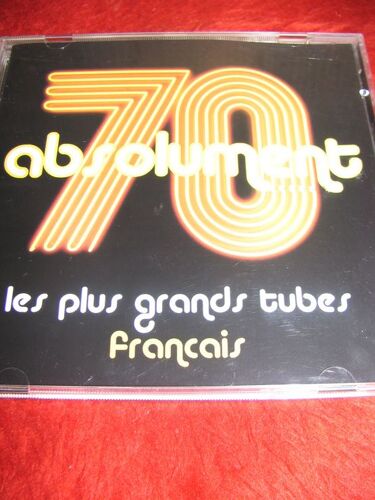 70
absolument
les plus grands tubes
francais